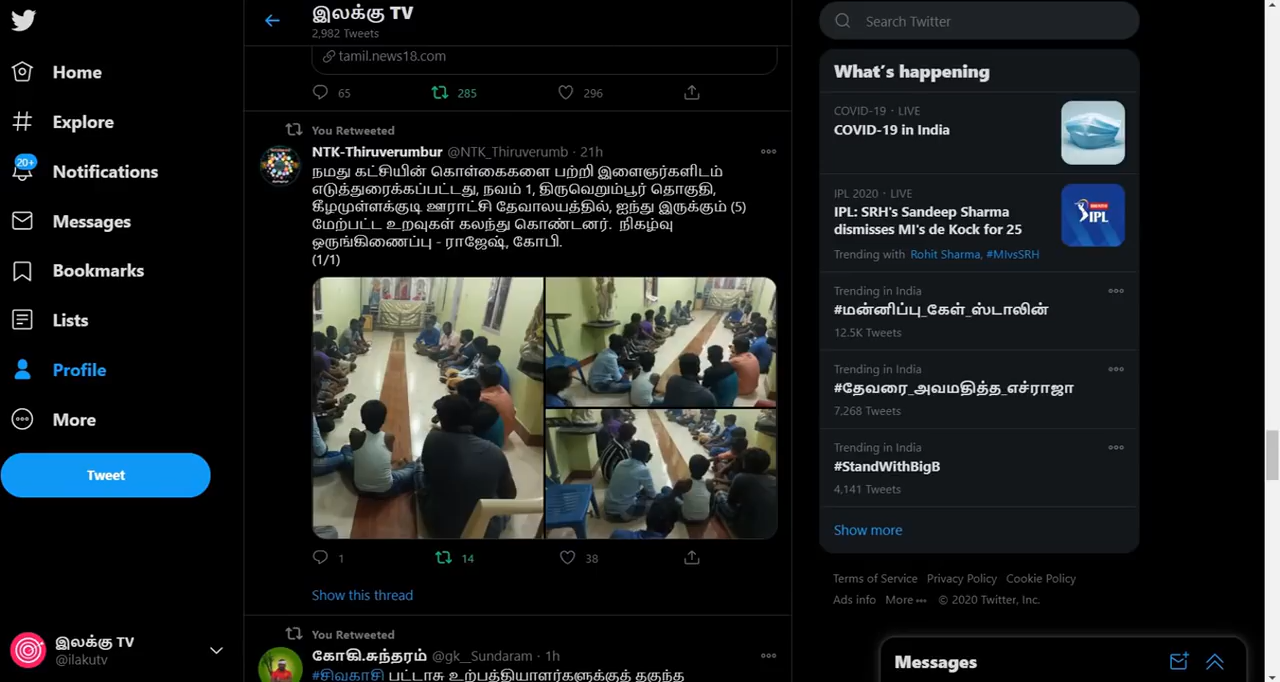 Home
Explore
20+
Notifications
Messages
Bookmarks
Lists
Profile
More
Tweet
இலக்கு TV
@ilakutv
இலக்கு TV
2,982 Tweets
tamil.news18.com
65 285 296
You Retweeted
NTK-Thiruverumbur @NTK_Thiruverumb · 21h
நமது கட்சியின் கொள்கைகளை பற்றி இளைஞர்களிடம்
எடுத்துரைக்கப்பட்டது, நவம் 1, திருவெறும்பூர் தொகுதி,
கீழமுள்ளக்குடி ஊராட்சி தேவாலயத்தில், ஐந்து இருக்கும் (5)
மேற்பட்ட உறவுகள் கலந்து கொண்டனர். நிகழ்வு
ஒருங்கிணைப்பு - ராஜேஷ், கோபி.
(1/1)
1 14 38
Show this thread
You Retweeted
கோகி.சுந்தரம் @gk__Sundaram · 1h
#சிவகாசி பட்டாசு உற்பத்தியாளர்களுக்குத் தகுந்த
Search Twitter
What's happening
COVID-19 · LIVE
COVID-19 in India
IPL 2020 · LIVE
IPL: SRH's Sandeep Sharma
dismisses MI's de Kock for 25
IPL
Trending with Rohit Sharma, #MIvsSRH
Trending in India
#மன்னிப்பு_கேள்_ஸ்டாலின்
12.5K Tweets
Trending in India
#தேவரை_அவமதித்த_எச்ராஜா
7,268 Tweets
Trending in India
#StandWithBigB
4,141 Tweets
Show more
Terms of Service Privacy Policy Cookie Policy
Ads info More ••• © 2020 Twitter, Inc.
Messages